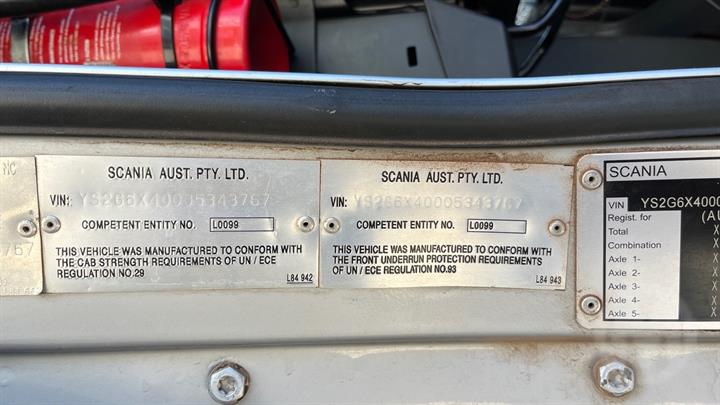 NC
SCANIA AUST. PTY. LTD.
VIN: YS2G6X40005343767
COMPETENT ENTITY NO. L0099
THIS VEHICLE WAS MANUFACTURED TO CONFORM WITH
THE CAB STRENGTH REQUIREMENTS OF UN / ECE
REGULATION NO.29
L84 942
SCANIA AUST. PTY. LTD.
VIN: YS2G6X40005343767
COMPETENT ENTITY NO. L0099
THIS VEHICLE WAS MANUFACTURED TO CONFORM WITH
THE FRONT UNDERRUN PROTECTION REQUIREMENTS
OF UN / ECE REGULATION NO.93
L84 943
SCANIA
VIN YS2G6X4000
Regist. for (AU
Total X
Combination X
Axle 1- X
Axle 2- X
Axle 3- X
Axle 4- X
Axle 5- X